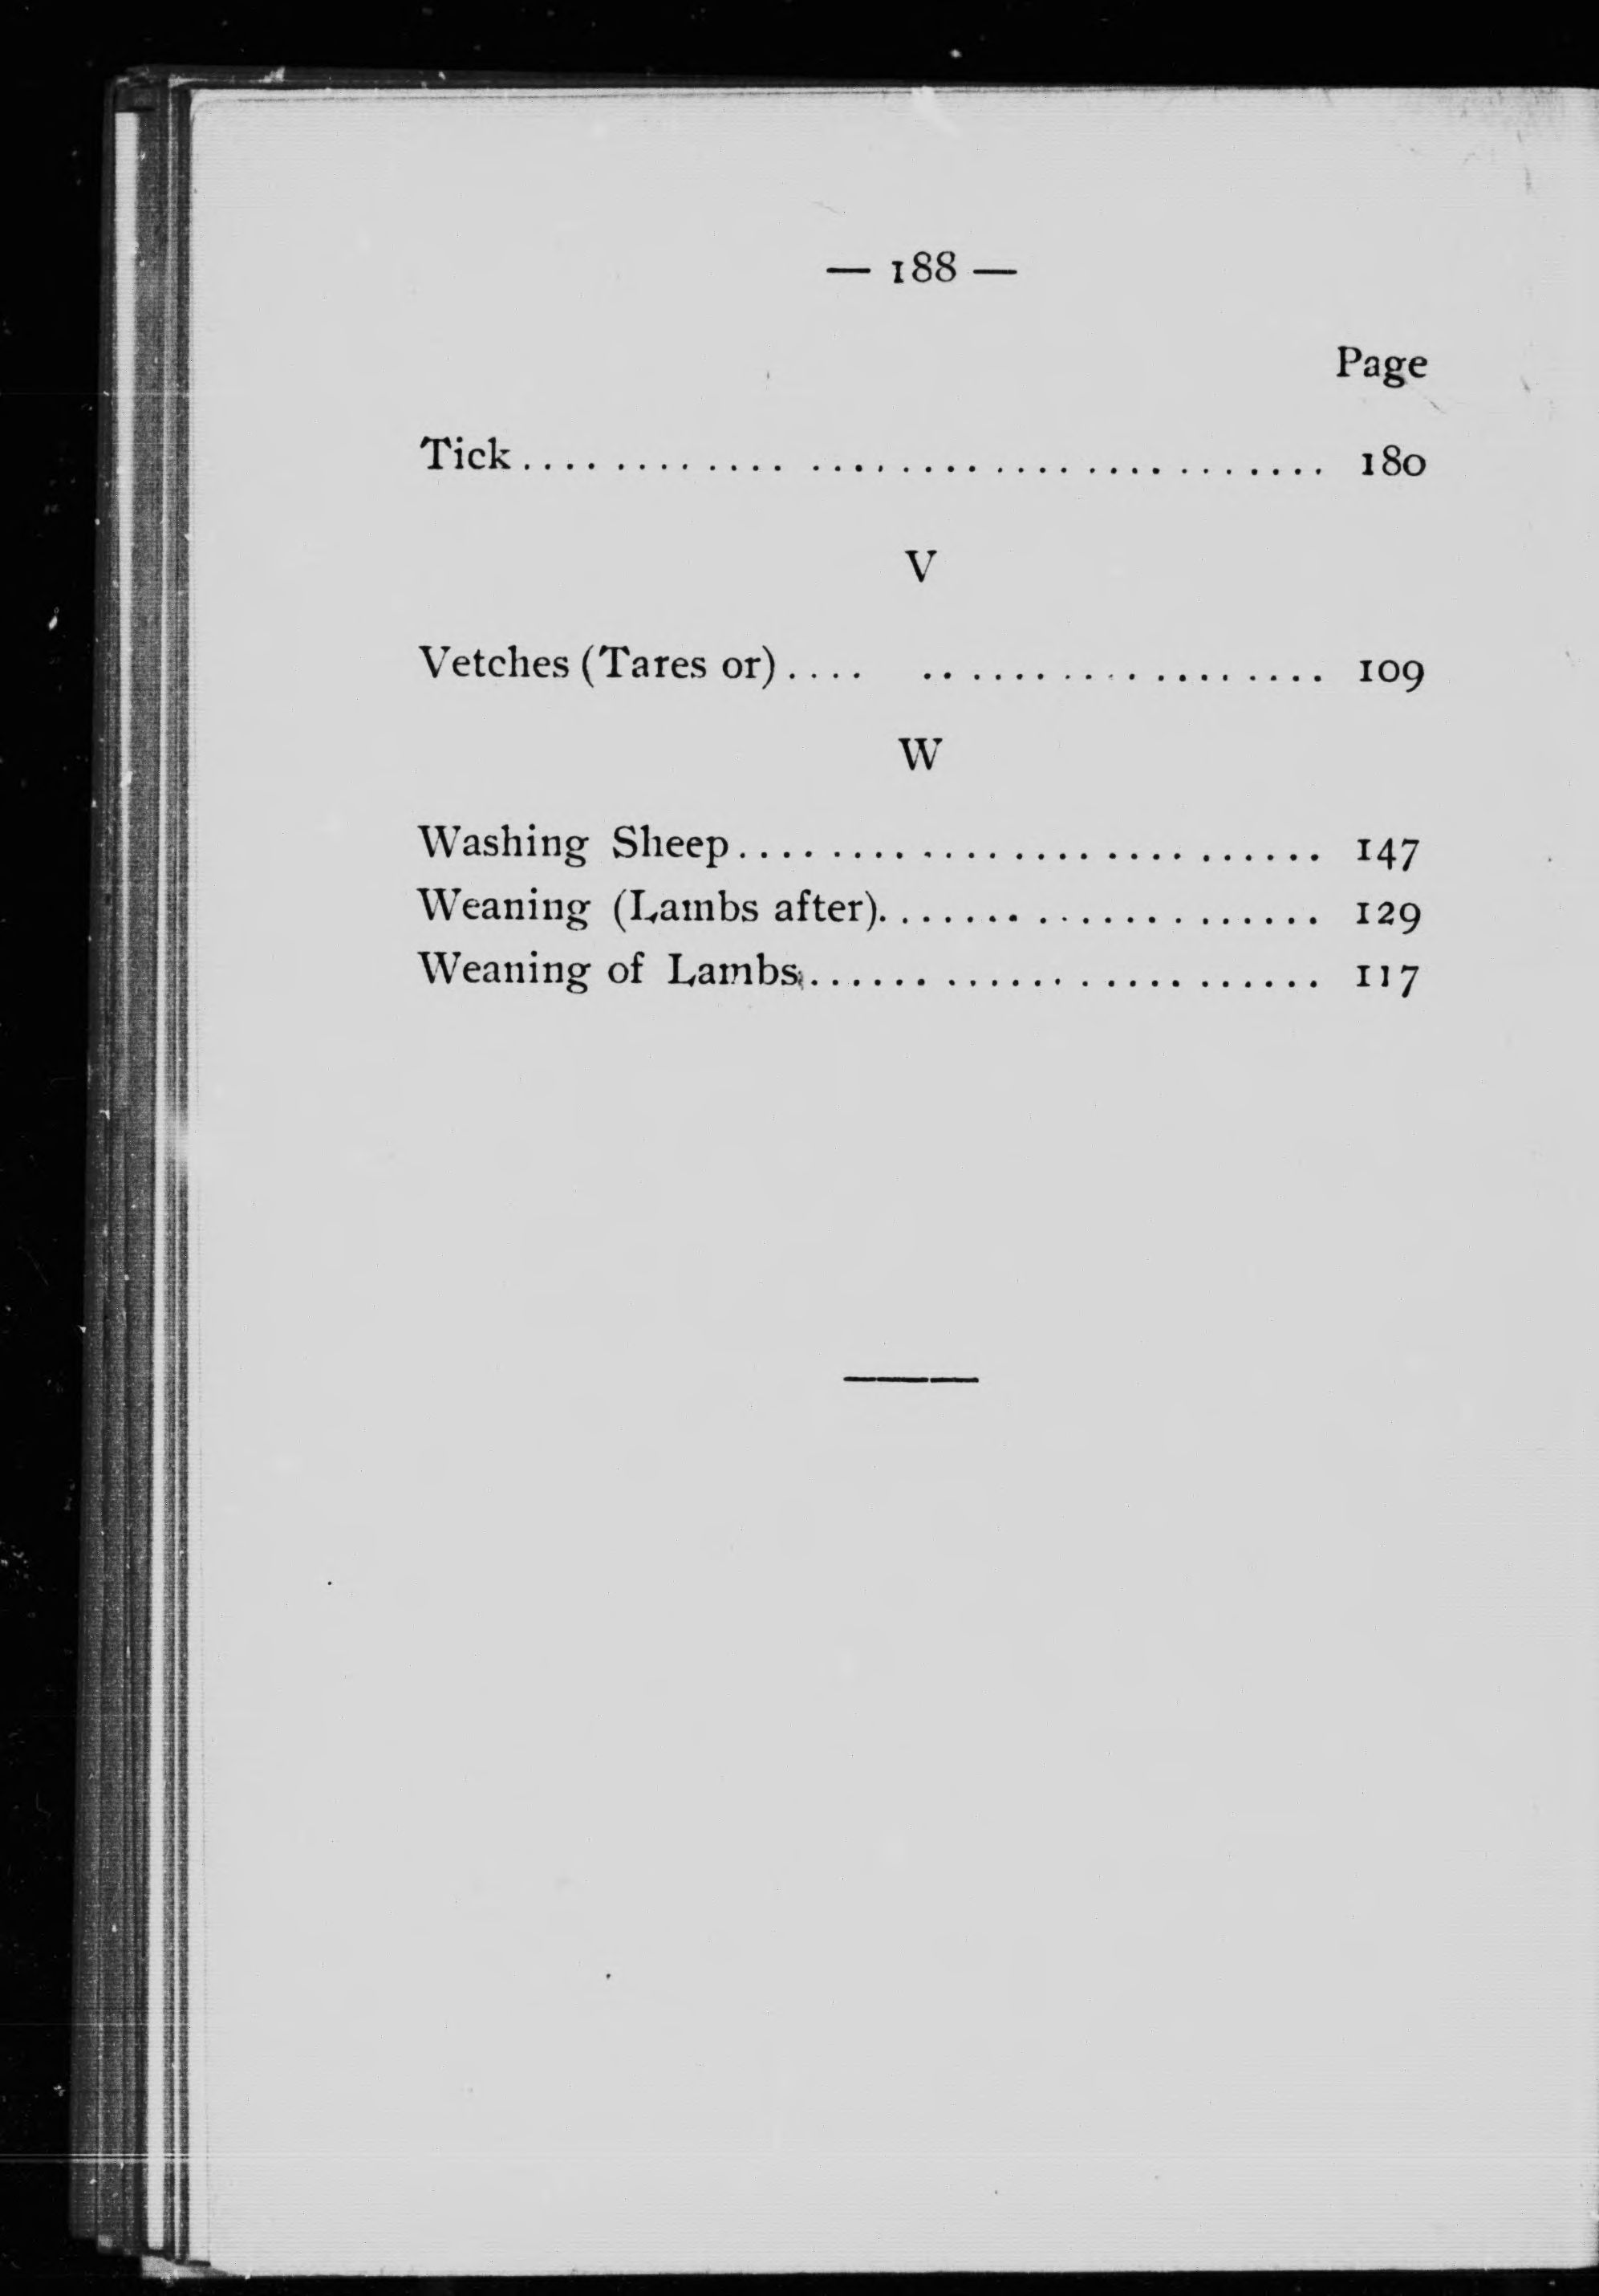 — 188 —
Page
Tick........................................ 180
V
Vetches (Tares or).... .................. 109
W
Washing Sheep.......................... 147
Weaning (Lambs after).................... 129
Weaning of Lambs....................... 117